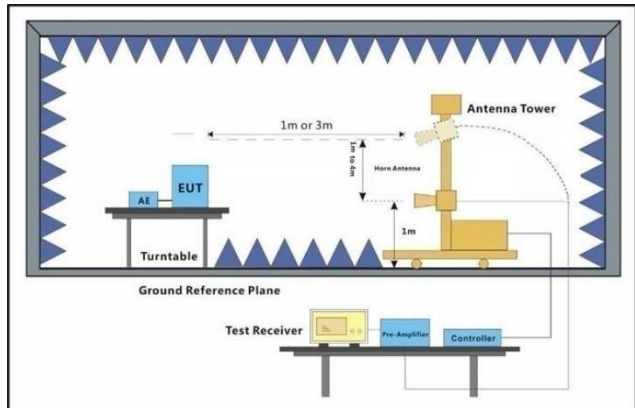 Antenna Tower
1m or 3m
1m to 4m
Horn Antenna
EUT
AE
1m
Turntable
Ground Reference Plane
Test Receiver
Pre-Amplifier
Controller